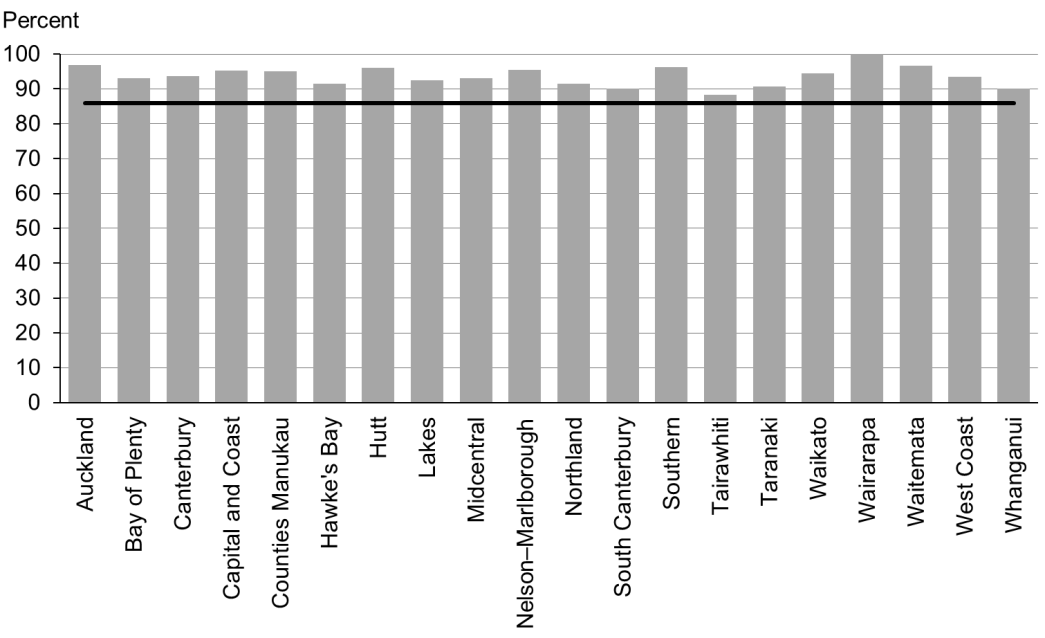 Percent
100
90
80
70
60
50
40
30
20
10
0
Auckland
Bay of Plenty
Canterbury
Capital and Coast
Counties Manukau
Hawke's Bay
Hutt
Lakes
Midcentral
Nelson–Marlborough
Northland
South Canterbury
Southern
Tairawhiti
Taranaki
Waikato
Wairarapa
Waitemata
West Coast
Whanganui